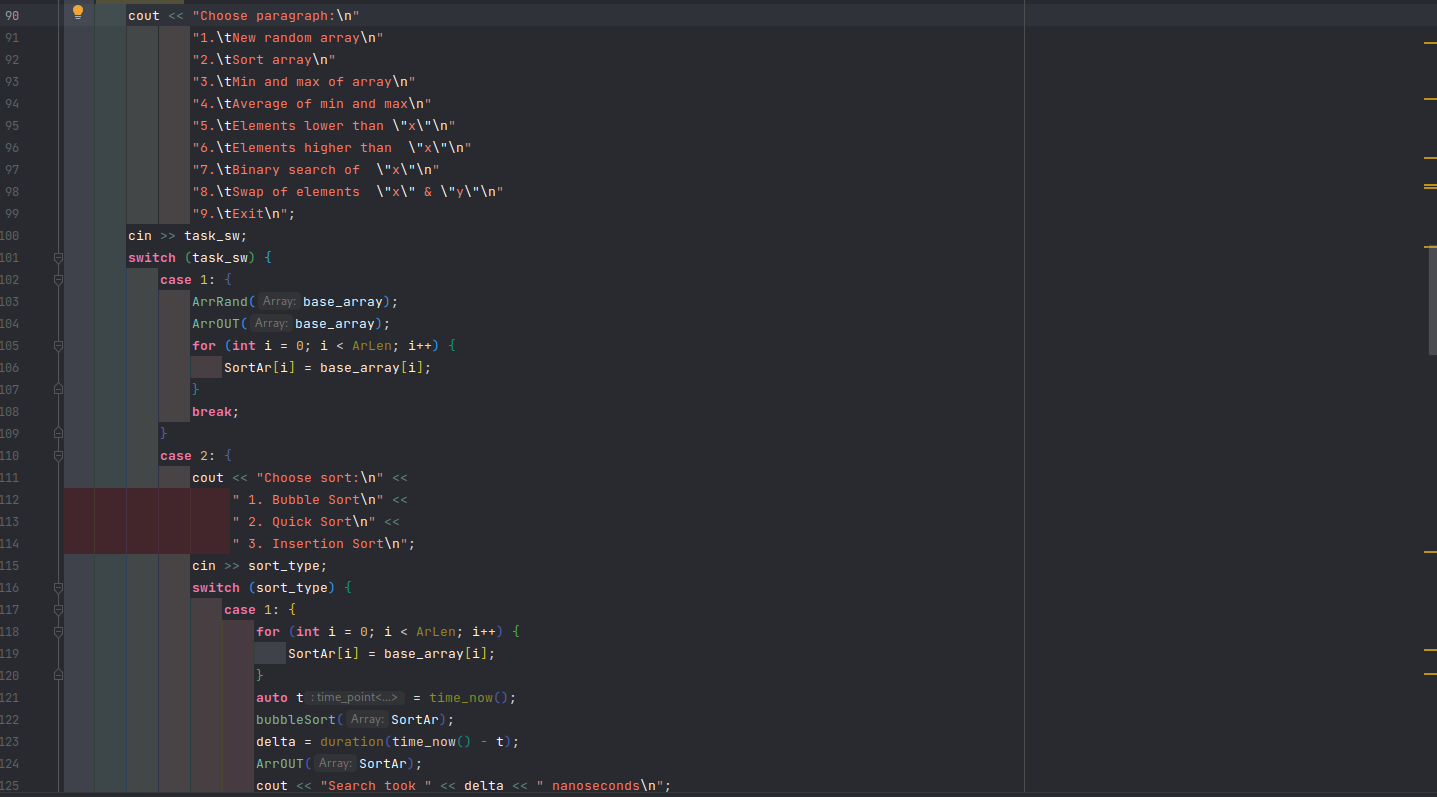 90 cout << "Choose paragraph:\n"
91 "1.\tNew random array\n"
92 "2.\tSort array\n"
93 "3.\tMin and max of array\n"
94 "4.\tAverage of min and max\n"
95 "5.\tElements lower than \"x\"\n"
96 "6.\tElements higher than  \"x\"\n"
97 "7.\tBinary search of  \"x\"\n"
98 "8.\tSwap of elements  \"x\" & \"y\"\n"
99 "9.\tExit\n";
100 cin >> task_sw;
101 switch (task_sw) {
102 case 1: {
103 ArrRand( Array: base_array);
104 ArrOUT( Array: base_array);
105 for (int i = 0; i < ArLen; i++) {
106 SortAr[i] = base_array[i];
107 }
108 break;
109 }
110 case 2: {
111 cout << "Choose sort:\n" <<
112 " 1. Bubble Sort\n" <<
113 " 2. Quick Sort\n" <<
114 " 3. Insertion Sort\n";
115 cin >> sort_type;
116 switch (sort_type) {
117 case 1: {
118 for (int i = 0; i < ArLen; i++) {
119 SortAr[i] = base_array[i];
120 }
121 auto t : time_point<...> = time_now();
122 bubbleSort( Array: SortAr);
123 delta = duration(time_now() - t);
124 ArrOUT( Array: SortAr);
125 cout << "Search took " << delta << " nanoseconds\n";